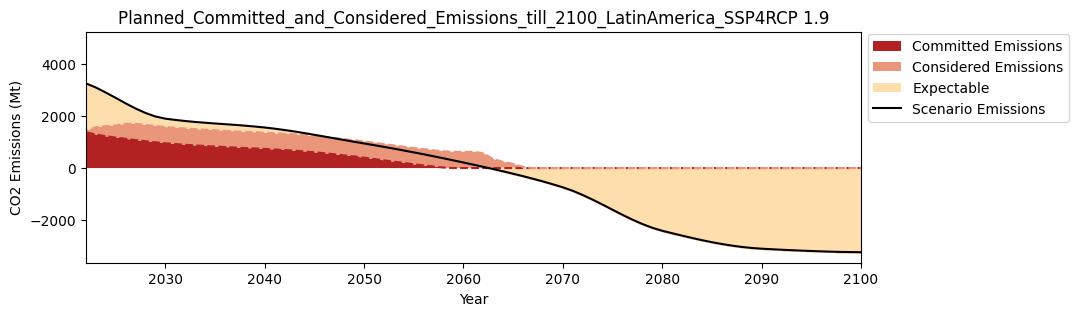 Planned_Committed_and_Considered_Emissions_till_2100_LatinAmerica_SSP4RCP 1.9
Committed Emissions
Considered Emissions
Expectable
Scenario Emissions
CO2 Emissions (Mt)
4000
2000
0
−2000
2030 2040 2050 2060 2070 2080 2090 2100
Year